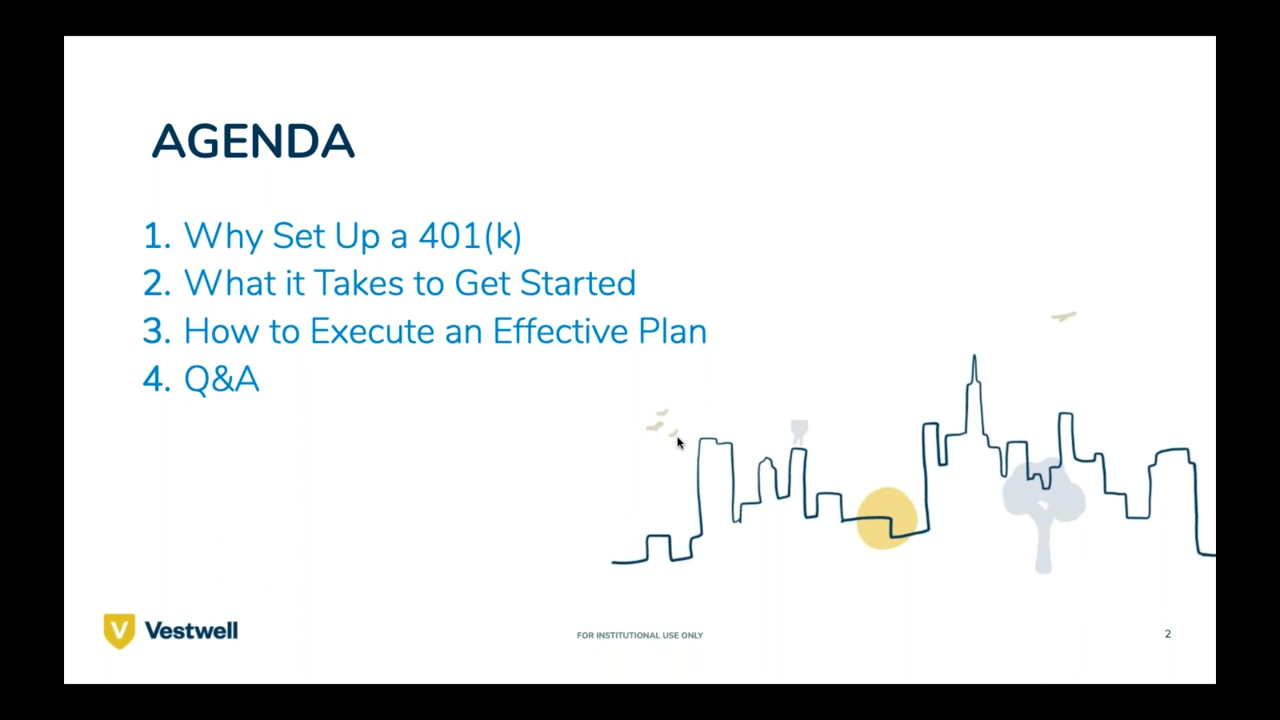 AGENDA
1. Why Set Up a 401(k)
2. What it Takes to Get Started
3. How to Execute an Effective Plan
4. Q&A
V Vestwell
FOR INSTITUTIONAL USE ONLY
2